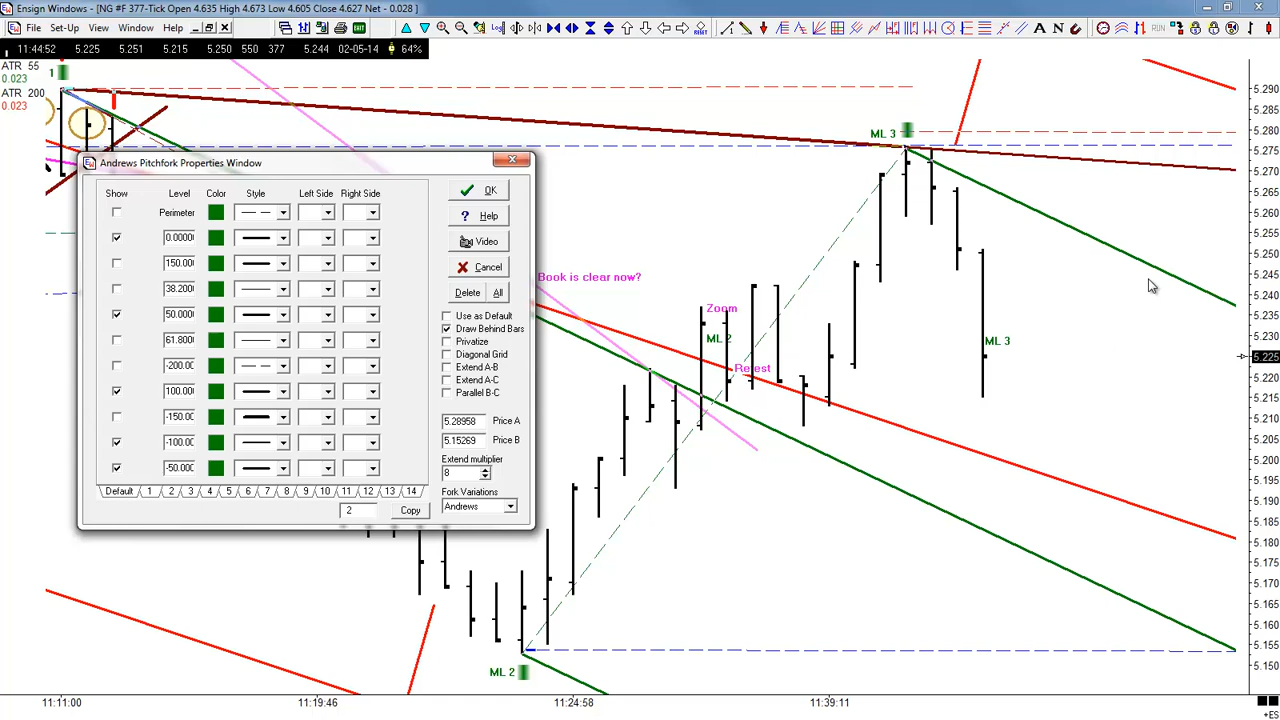 Ensign Windows - [NG #F 377-Tick Open 4.635 High 4.673 Low 4.605 Close 4.627 Net - 0.028 ]
File Set-Up View Window Help
11:44:52 5.225 5.251 5.215 5.250 550 377 5.244 02-05-14 64%
ATR 55
0.023
ATR 200
0.023
1
ML 3
Andrews Pitchfork Properties Window
Show Level Color Style Left Side Right Side
Perimeter
0.0000
150.00
38.200
50.000
61.800
-200.00
100.00
-150.00
-100.00
-50.000
Default 1 2 3 4 5 6 7 8 9 10 11 12 13 14
2 Copy
OK
Help
Video
Cancel
Delete All
Use as Default
Draw Behind Bars
Privatize
Diagonal Grid
Extend A-B
Extend A-C
Parallel B-C
5.28958 Price A
5.15269 Price B
Extend multiplier
8
Fork Variations
Andrews
Book is clear now?
Zoom
ML 2
Retest
ML 3
ML 2
5.290
5.285
5.280
5.275
5.270
5.265
5.260
5.255
5.250
5.245
5.240
5.235
5.230
5.225
5.220
5.215
5.210
5.205
5.200
5.195
5.190
5.185
5.180
5.175
5.170
5.165
5.160
5.155
5.150
11:11:00 11:19:46 11:24:58 11:39:11
+ES